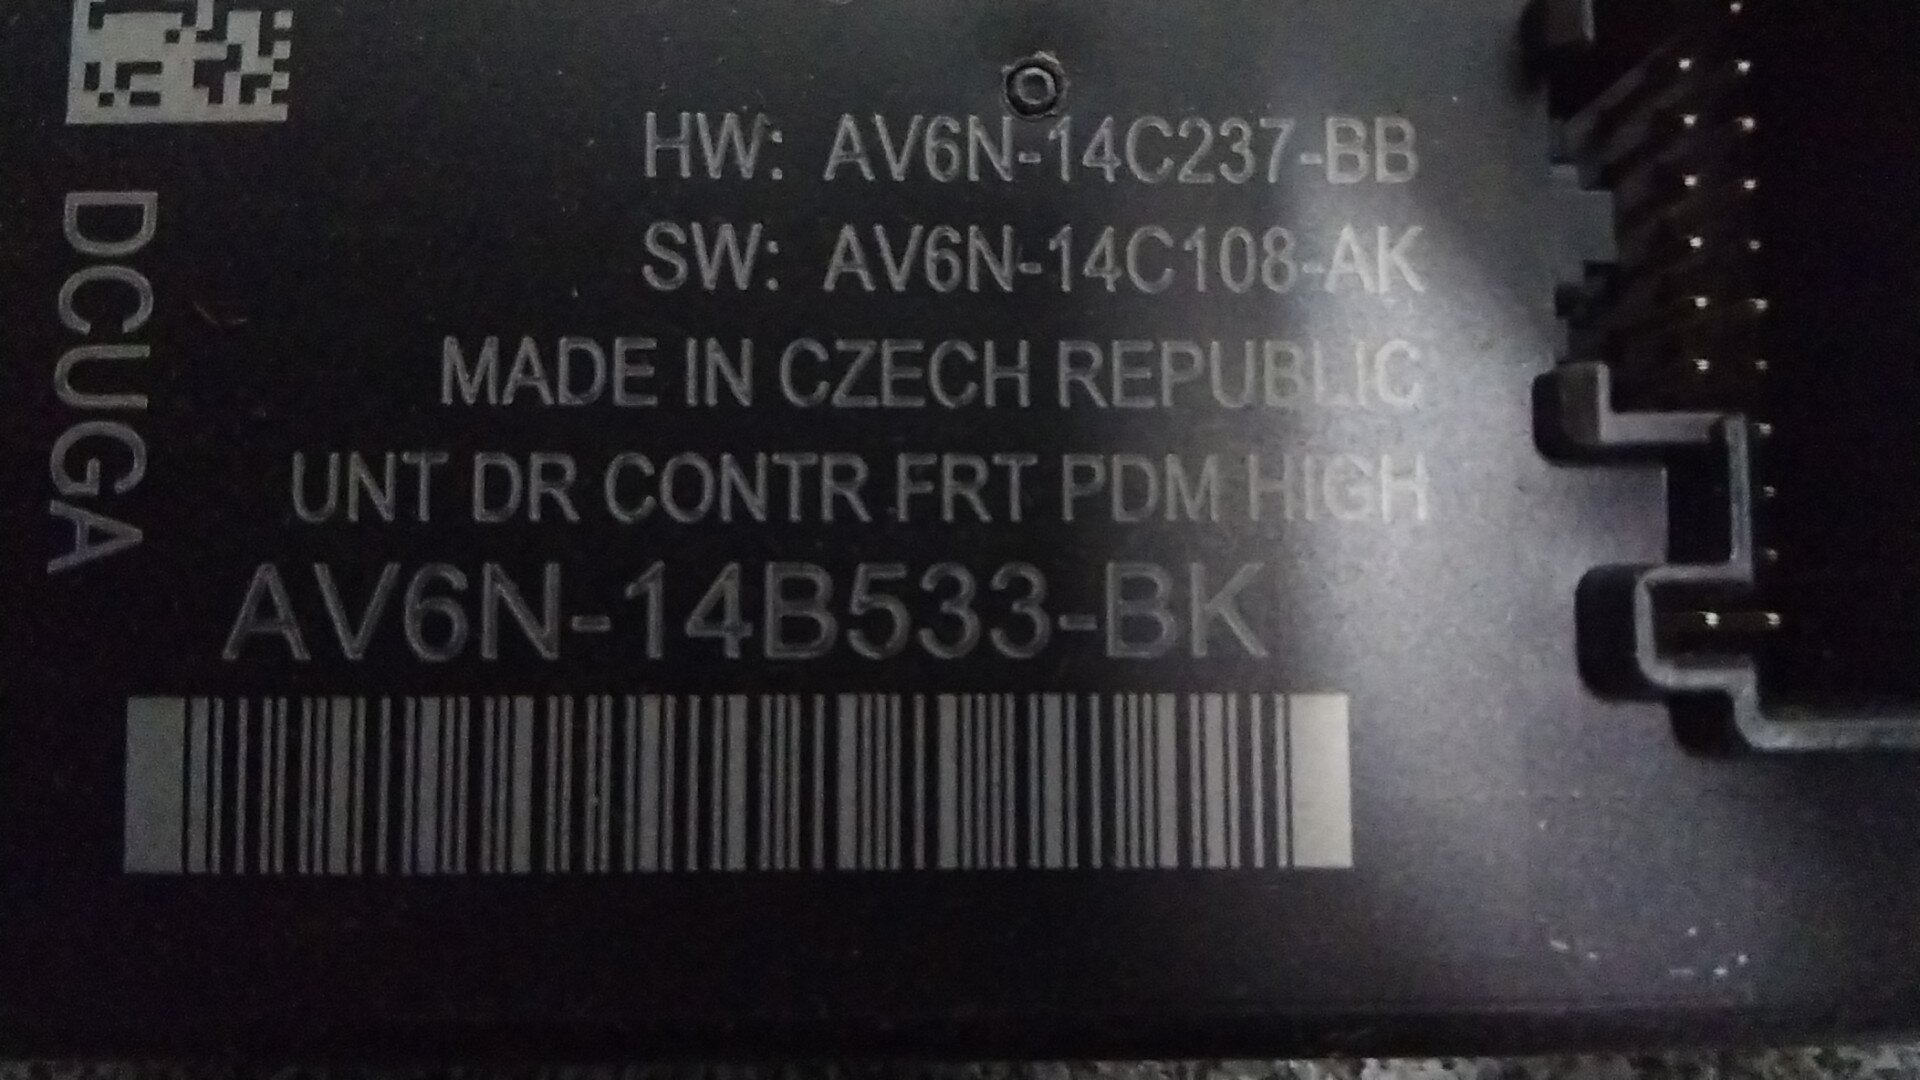 HW: AV6N-14C237-BB
SW: AV6N-14C108-AK
MADE IN CZECH REPUBLIC
UNT DR CONTR FRT PDM HIGH
AV6N-14B533-BK
DCUGA